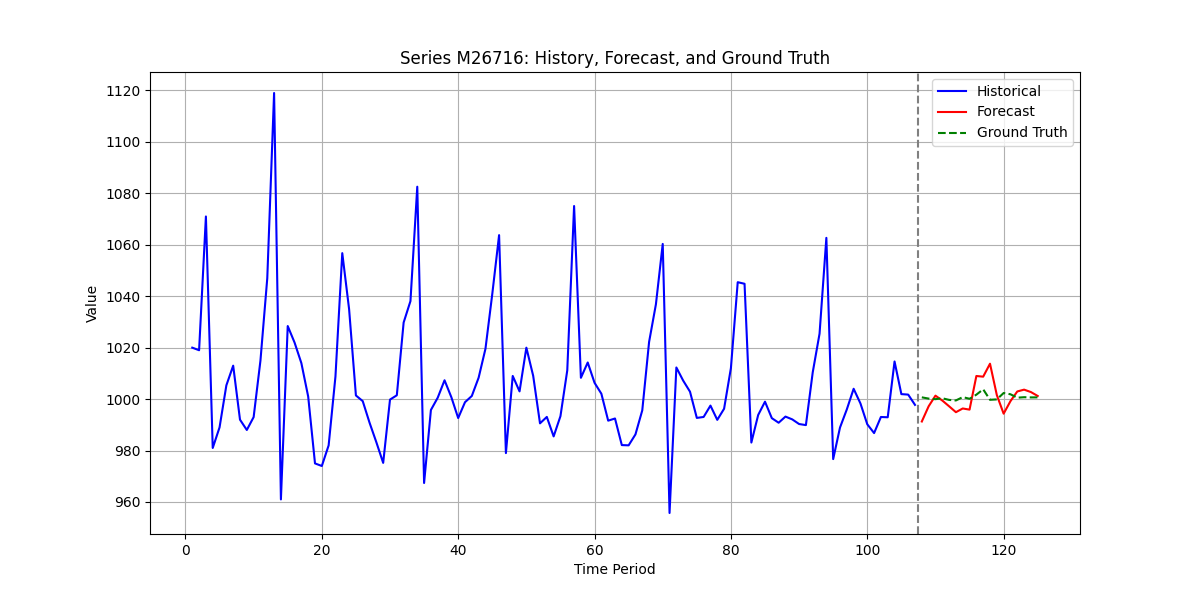 Series M26716: History, Forecast, and Ground Truth
Historical
Forecast
Ground Truth
Value
1120
1100
1080
1060
1040
1020
1000
980
960
0 20 40 60 80 100 120
Time Period